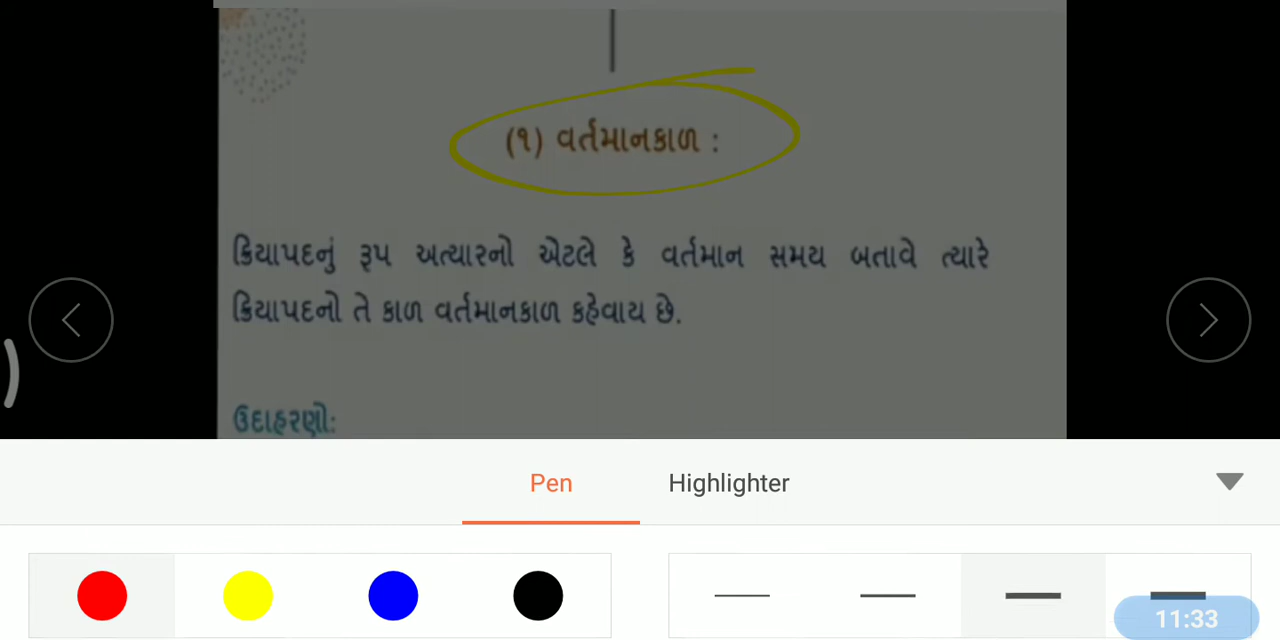 (૧) વર્તમાનકાળ :
ક્રિયાપદનું રૂપ અત્યારનો એટલે કે વર્તમાન સમય બતાવે ત્યારે
ક્રિયાપદનો તે કાળ વર્તમાનકાળ કહેવાય છે.
ઉદાહરણો:
Pen Highlighter
11:33